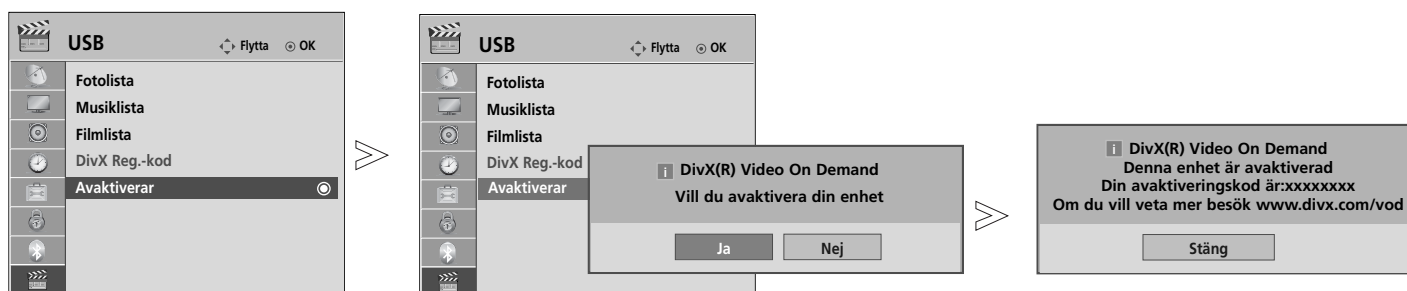 USB Flytta OK
Fotolista
Musiklista
Filmlista
DivX Reg.-kod
Avaktiverar
USB Flytta OK
Fotolista
Musiklista
Filmlista
DivX Reg.-kod
Avaktiverar
i DivX(R) Video On Demand
Vill du avaktivera din enhet
Ja Nej
i DivX(R) Video On Demand
Denna enhet är avaktiverad
Din avaktiveringskod är:xxxxxxxx
Om du vill veta mer besök www.divx.com/vod
Stäng